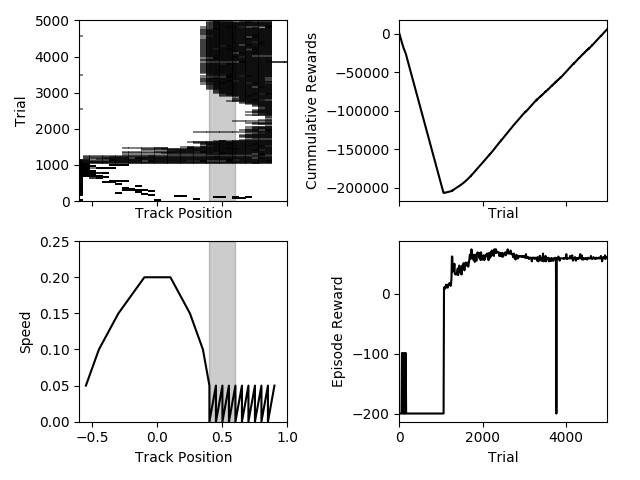 5000
4000
3000
2000
1000
0
Trial
Track Position
0
−50000
−100000
−150000
−200000
Cummulative Rewards
Trial
0.25
0.20
0.15
0.10
0.05
0.00
Speed
−0.5 0.0 0.5 1.0
Track Position
0
−100
−200
Episode Reward
0 2000 4000
Trial